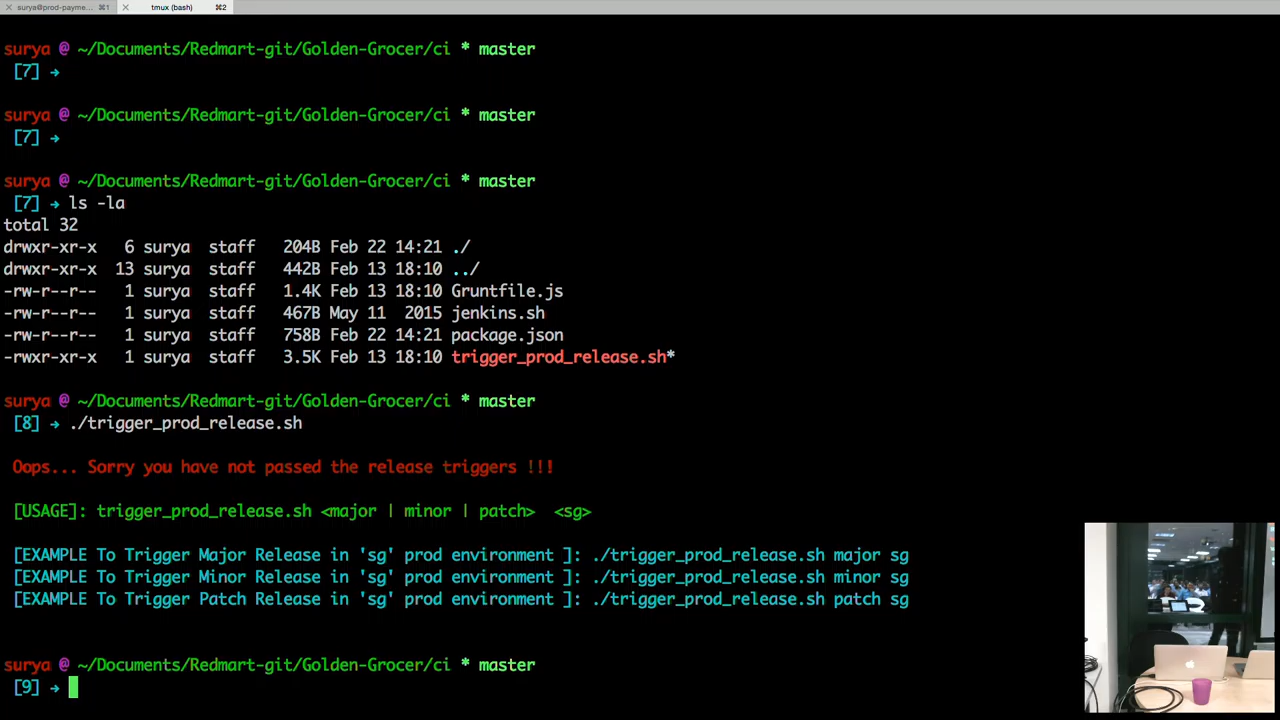 surya@prod-payme... ⌘1 tmux (bash) ⌘2
surya @ ~/Documents/Redmart-git/Golden-Grocer/ci * master
[7] →
surya @ ~/Documents/Redmart-git/Golden-Grocer/ci * master
[7] →
surya @ ~/Documents/Redmart-git/Golden-Grocer/ci * master
[7] → ls -la
total 32
drwxr-xr-x 6 surya staff 204B Feb 22 14:21 ./
drwxr-xr-x 13 surya staff 442B Feb 13 18:10 ../
-rw-r--r-- 1 surya staff 1.4K Feb 13 18:10 Gruntfile.js
-rw-r--r-- 1 surya staff 467B May 11 2015 jenkins.sh
-rw-r--r-- 1 surya staff 758B Feb 22 14:21 package.json
-rwxr-xr-x 1 surya staff 3.5K Feb 13 18:10 trigger_prod_release.sh*
surya @ ~/Documents/Redmart-git/Golden-Grocer/ci * master
[8] → ./trigger_prod_release.sh
Oops... Sorry you have not passed the release triggers !!!
[USAGE]: trigger_prod_release.sh <major | minor | patch> <sg>
[EXAMPLE To Trigger Major Release in 'sg' prod environment ]: ./trigger_prod_release.sh major sg
[EXAMPLE To Trigger Minor Release in 'sg' prod environment ]: ./trigger_prod_release.sh minor sg
[EXAMPLE To Trigger Patch Release in 'sg' prod environment ]: ./trigger_prod_release.sh patch sg
surya @ ~/Documents/Redmart-git/Golden-Grocer/ci * master
[9] →